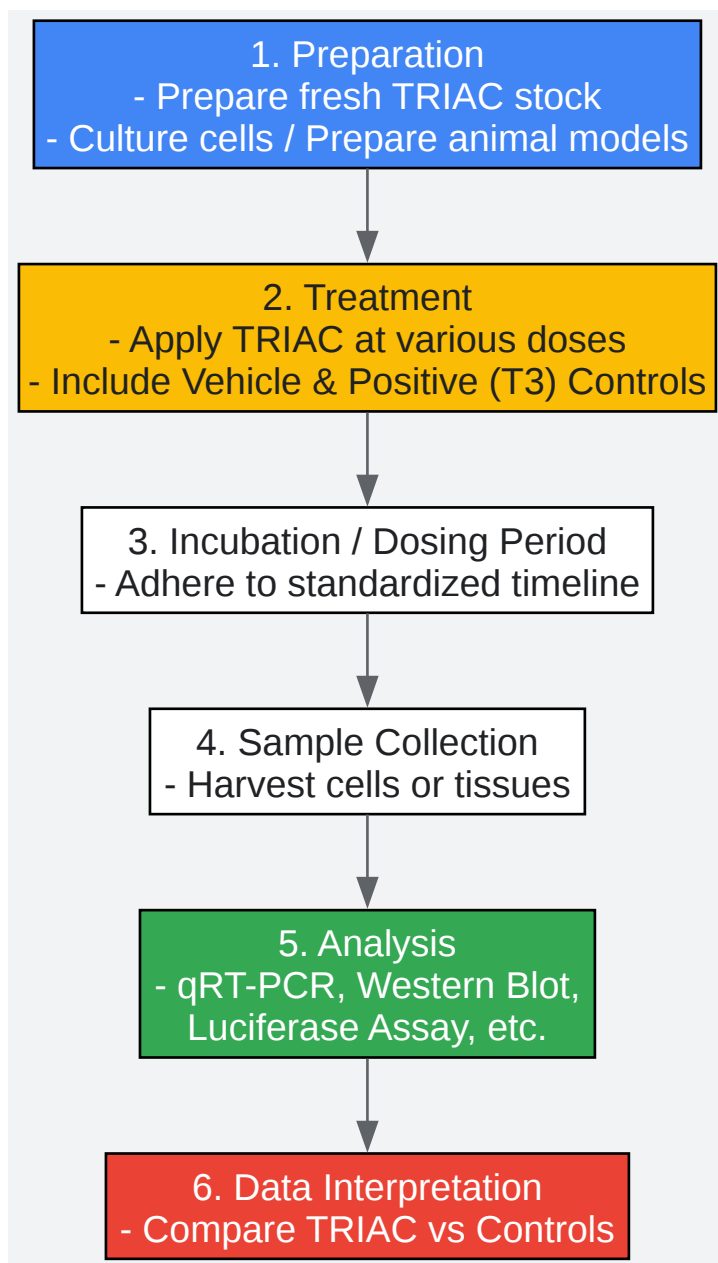 1. Preparation
- Prepare fresh TRIAC stock
- Culture cells / Prepare animal models
2. Treatment
- Apply TRIAC at various doses
- Include Vehicle & Positive (T3) Controls
3. Incubation / Dosing Period
- Adhere to standardized timeline
4. Sample Collection
- Harvest cells or tissues
5. Analysis
- qRT-PCR, Western Blot,
Luciferase Assay, etc.
6. Data Interpretation
- Compare TRIAC vs Controls